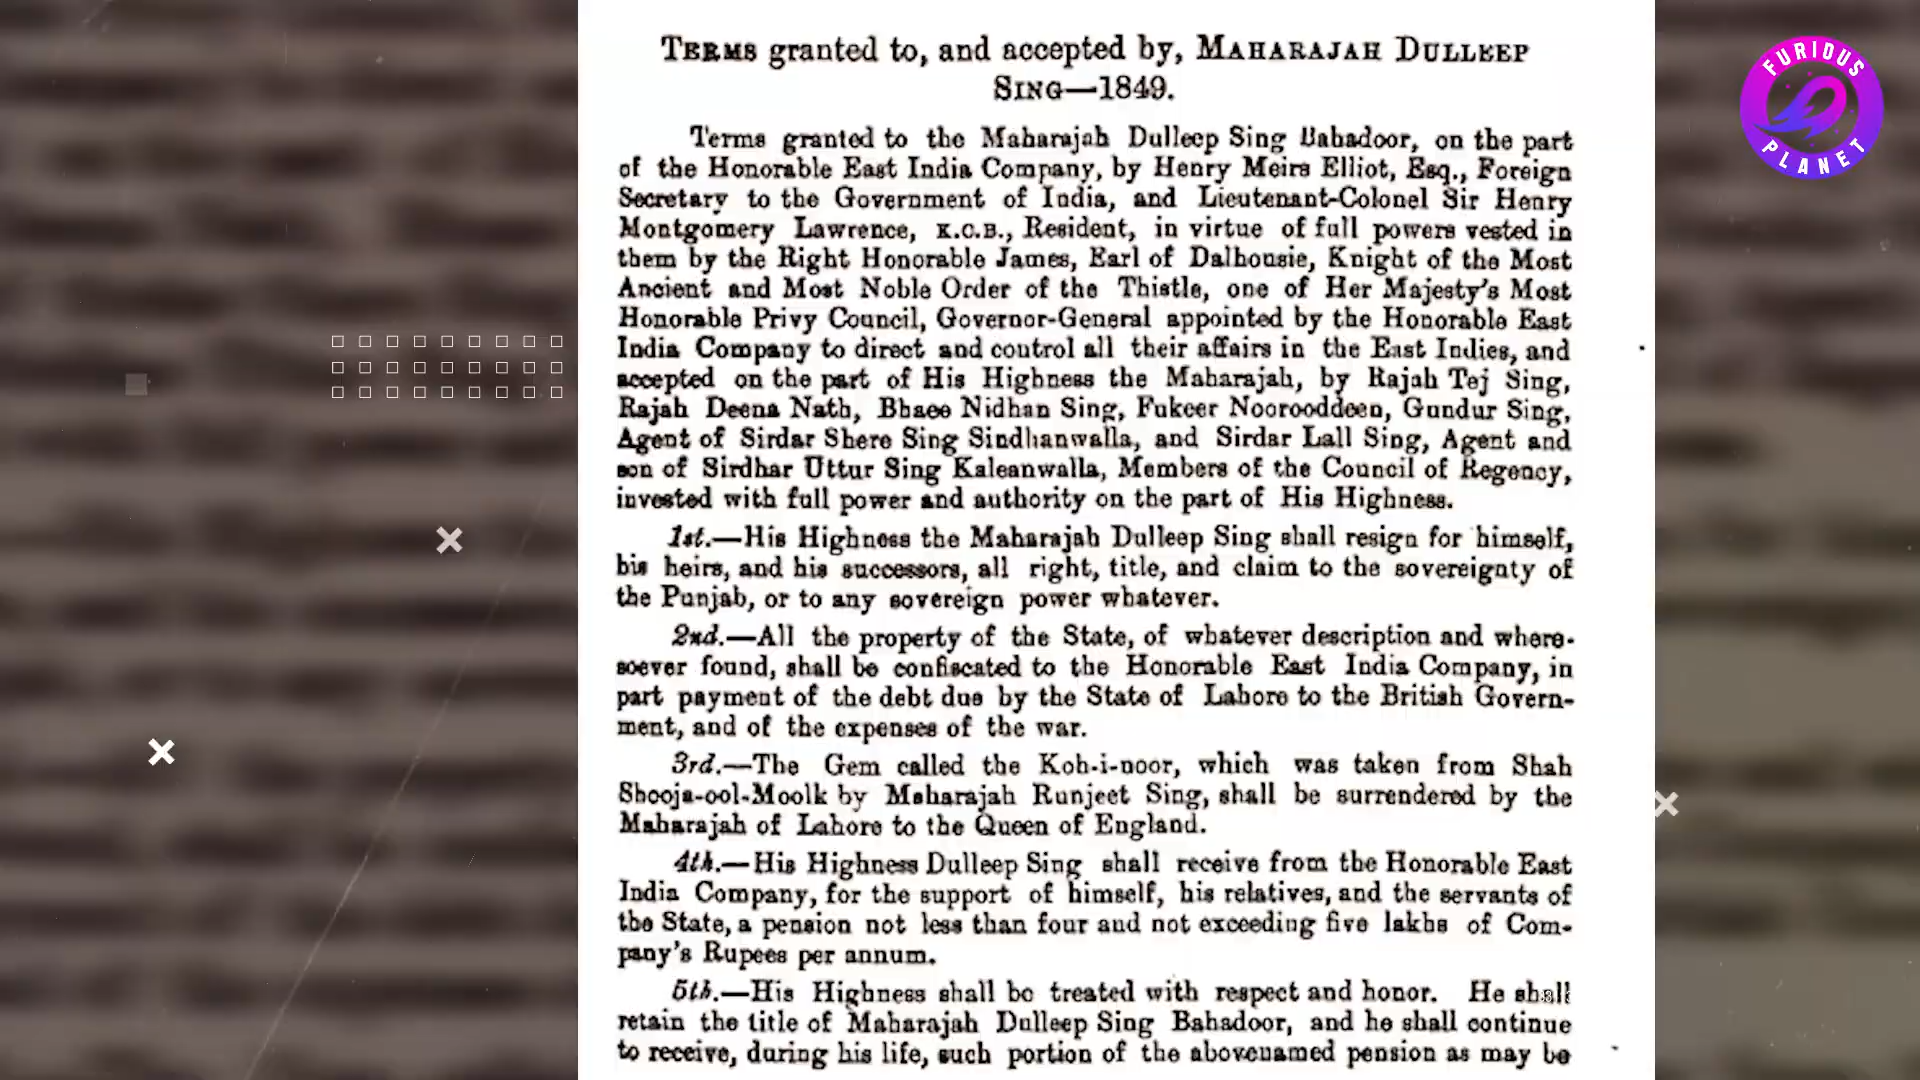 TERMS granted to, and accepted by, MAHARAJAH DULLEEP
SING—1849.
Terms granted to the Maharajah Dulleep Sing Bahadoor, on the part
of the Honorable East India Company, by Henry Meirs Elliot, Esq., Foreign
Secretary to the Government of India, and Lieutenant-Colonel Sir Henry
Montgomery Lawrence, K.C.B., Resident, in virtue of full powers vested in
them by the Right Honorable James, Earl of Dalhousie, Knight of the Most
Ancient and Most Noble Order of the Thistle, one of Her Majesty's Most
Honorable Privy Council, Governor-General appointed by the Honorable East
India Company to direct and control all their affairs in the East Indies, and
accepted on the part of His Highness the Maharajah, by Rajah Tej Sing,
Rajah Deena Nath, Bhaee Nidhan Sing, Fukeer Noorooddeen, Gundur Sing,
Agent of Sirdar Shere Sing Sindhanwalla, and Sirdar Lall Sing, Agent and
son of Sirdhar Uttur Sing Kaleanwalla, Members of the Council of Regency,
invested with full power and authority on the part of His Highness.
1st.—His Highness the Maharajah Dulleep Sing shall resign for himself,
his heirs, and his successors, all right, title, and claim to the sovereignty of
the Punjab, or to any sovereign power whatever.
2nd.—All the property of the State, of whatever description and where-
soever found, shall be confiscated to the Honorable East India Company, in
part payment of the debt due by the State of Lahore to the British Govern-
ment, and of the expenses of the war.
3rd.—The Gem called the Koh-i-noor, which was taken from Shah
Shooja-ool-Moolk by Maharajah Runjeet Sing, shall be surrendered by the
Maharajah of Lahore to the Queen of England.
4th.—His Highness Dulleep Sing shall receive from the Honorable East
India Company, for the support of himself, his relatives, and the servants of
the State, a pension not less than four and not exceeding five lakhs of Com-
pany's Rupees per annum.
5th.—His Highness shall be treated with respect and honor. He shall
retain the title of Maharajah Dulleep Sing Bahadoor, and he shall continue
to receive, during his life, such portion of the abovenamed pension as may be
FURIOUS
PLANET